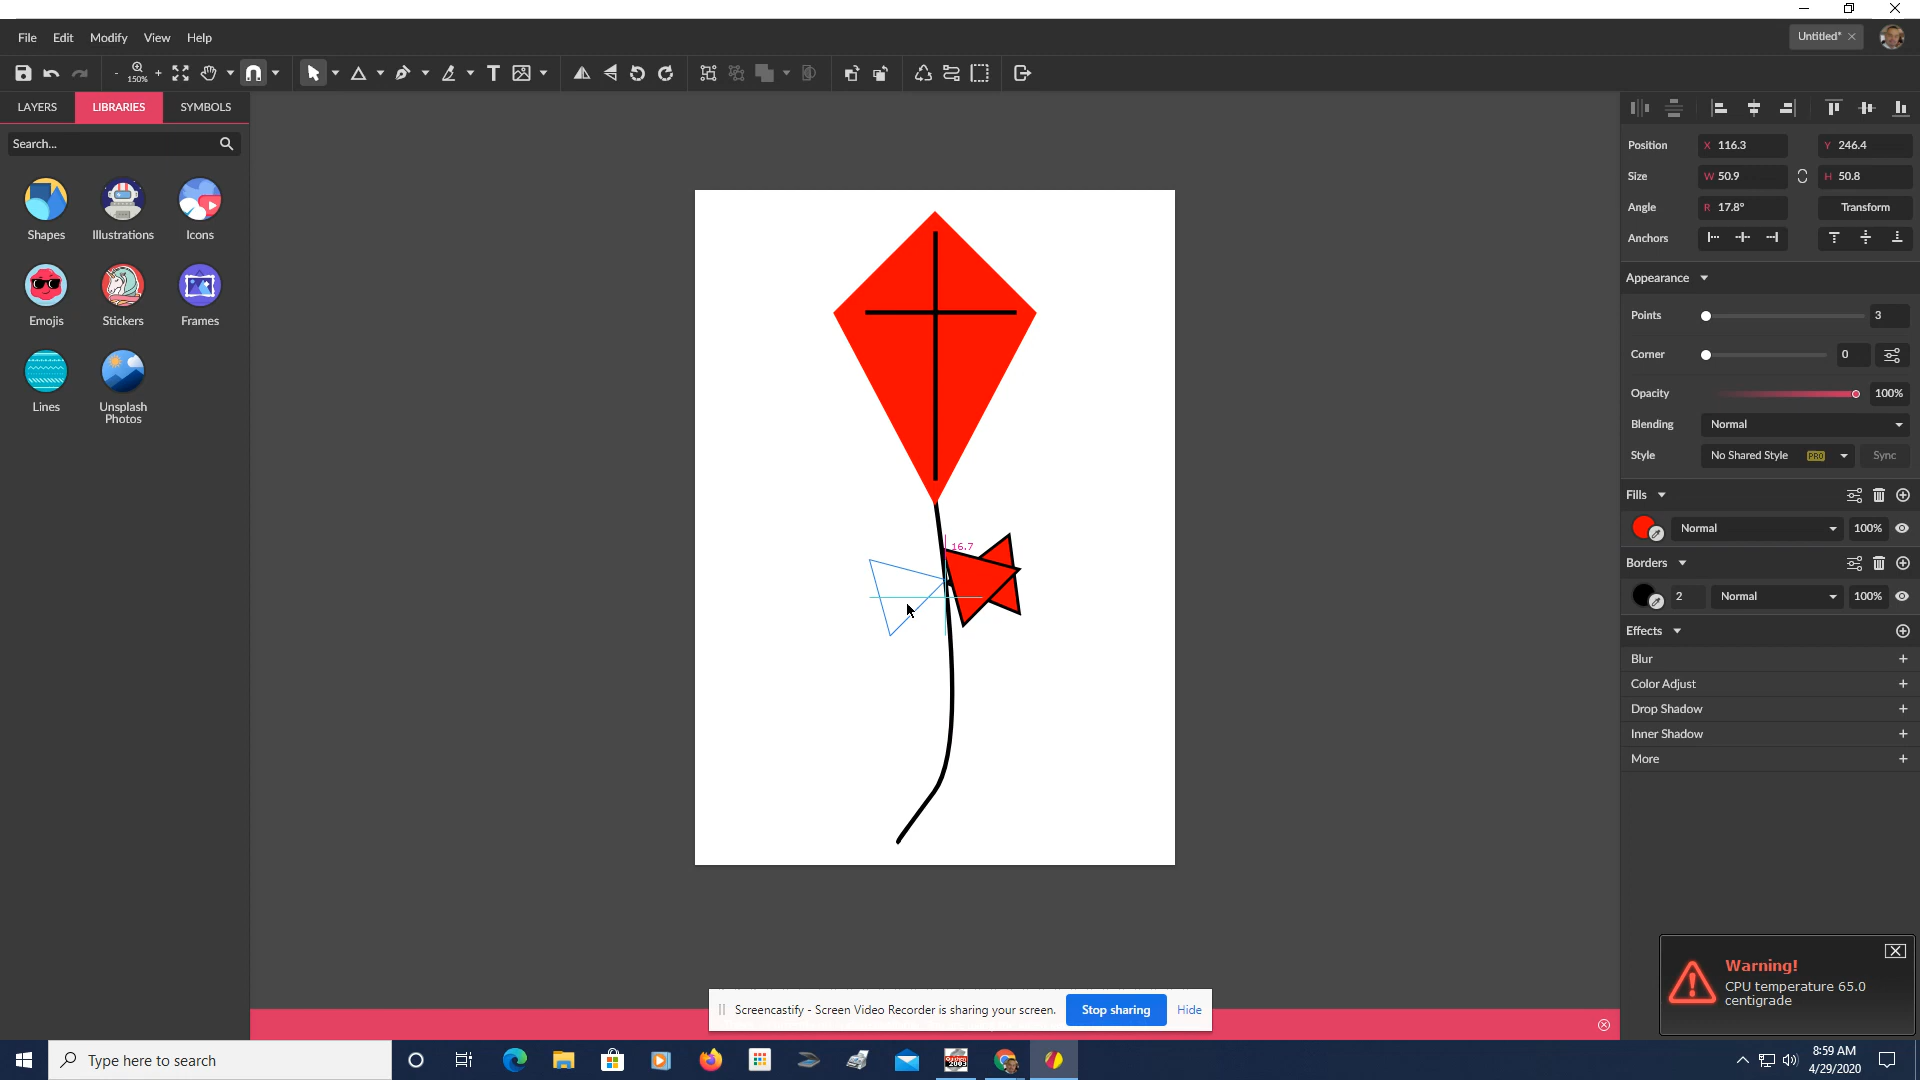 File Edit Modify View Help
Untitled*
- 150% +
LAYERS LIBRARIES SYMBOLS
Search...
Shapes Illustrations Icons
Emojis Stickers Frames
Lines Unsplash
Photos
16.7
Position X 116.3 Y 246.4
Size W 50.9 H 50.8
Angle R 17.8° Transform
Anchors
Appearance
Points 3
Corner 0
Opacity 100%
Blending Normal
Style No Shared Style PRO Sync
Fills
Normal 100%
Borders
2 Normal 100%
Effects
Blur +
Color Adjust +
Drop Shadow +
Inner Shadow +
More +
Warning!
CPU temperature 65.0
centigrade
Screencastify - Screen Video Recorder is sharing your screen. Stop sharing Hide
Type here to search
8:59 AM
4/29/2020